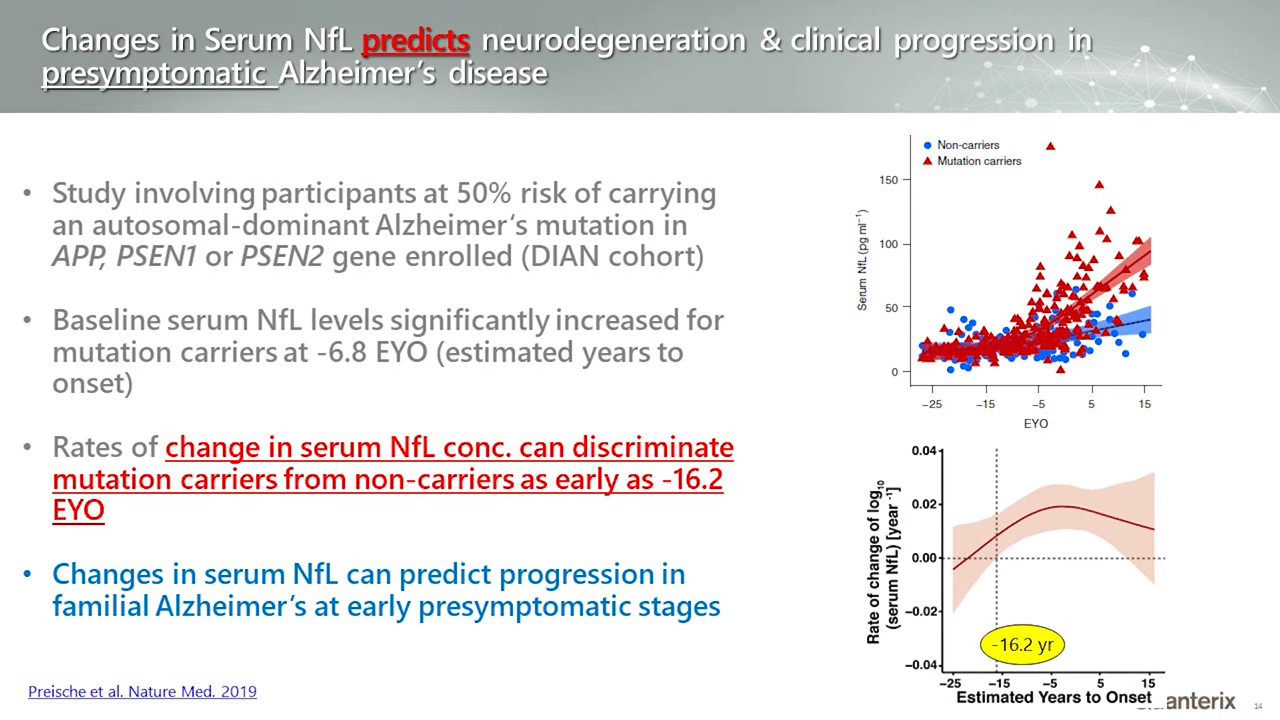 Changes in Serum NfL predicts neurodegeneration & clinical progression in
presymptomatic Alzheimer's disease
• Study involving participants at 50% risk of carrying
an autosomal-dominant Alzheimer's mutation in
APP, PSEN1 or PSEN2 gene enrolled (DIAN cohort)
• Baseline serum NfL levels significantly increased for
mutation carriers at -6.8 EYO (estimated years to
onset)
• Rates of change in serum NfL conc. can discriminate
mutation carriers from non-carriers as early as -16.2
EYO
• Changes in serum NfL can predict progression in
familial Alzheimer's at early presymptomatic stages
Preische et al. Nature Med. 2019
Non-carriers
Mutation carriers
Serum NfL (pg ml⁻¹)
150
100
50
0
−25 −15 −5 5 15
EYO
Rate of change of log₁₀
(serum NfL) [year ⁻¹]
0.04
0.02
0.00
−0.02
−0.04
-16.2 yr
−25 −15 −5 5 15
Estimated Years to Onset
anterix
14